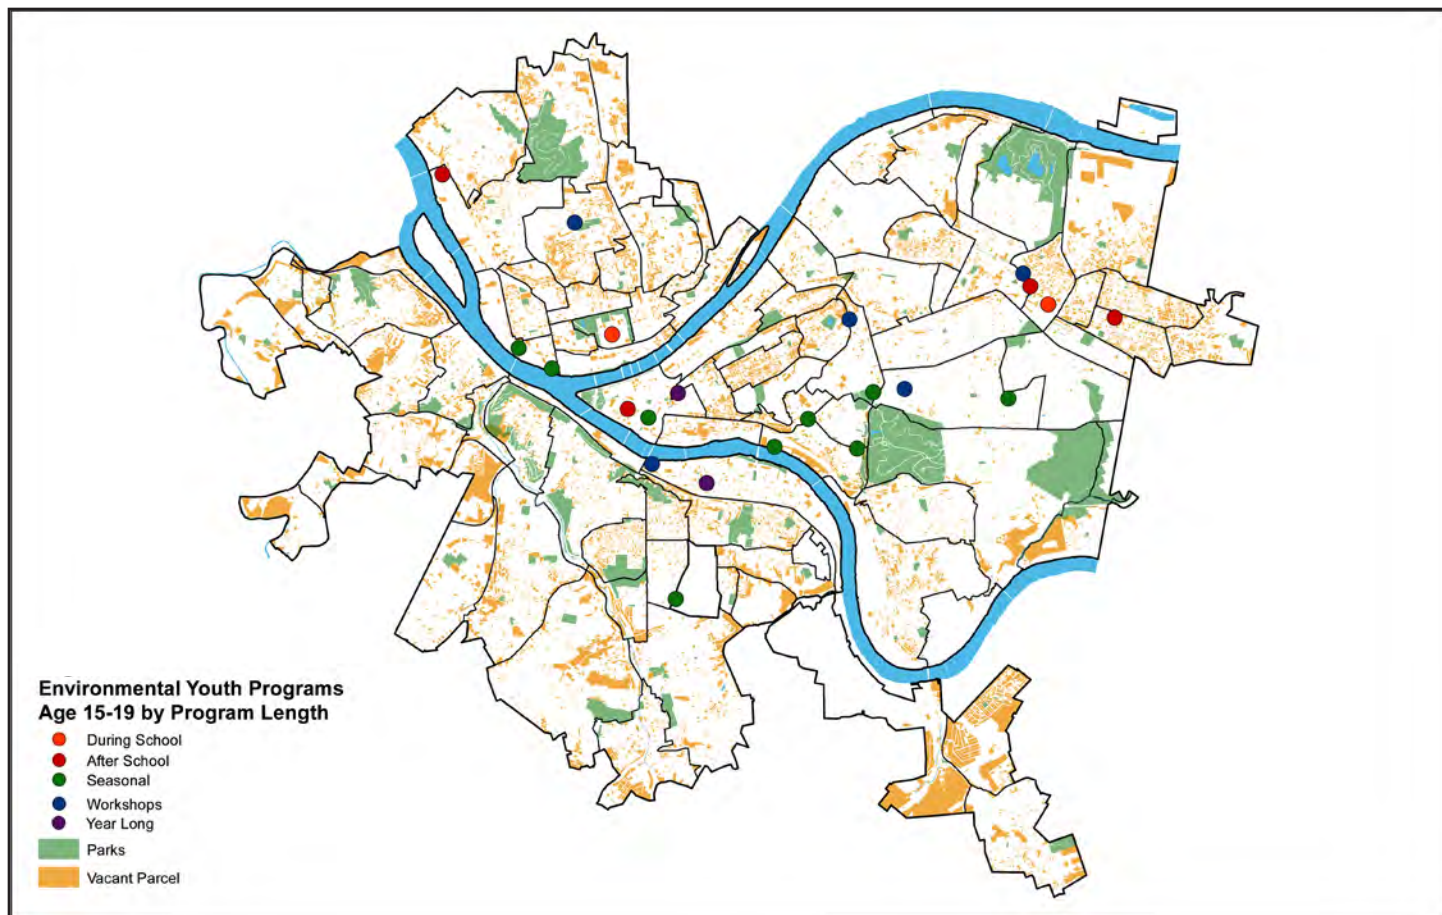 Environmental Youth Programs
Age 15-19 by Program Length
During School
After School
Seasonal
Workshops
Year Long
Parks
Vacant Parcel